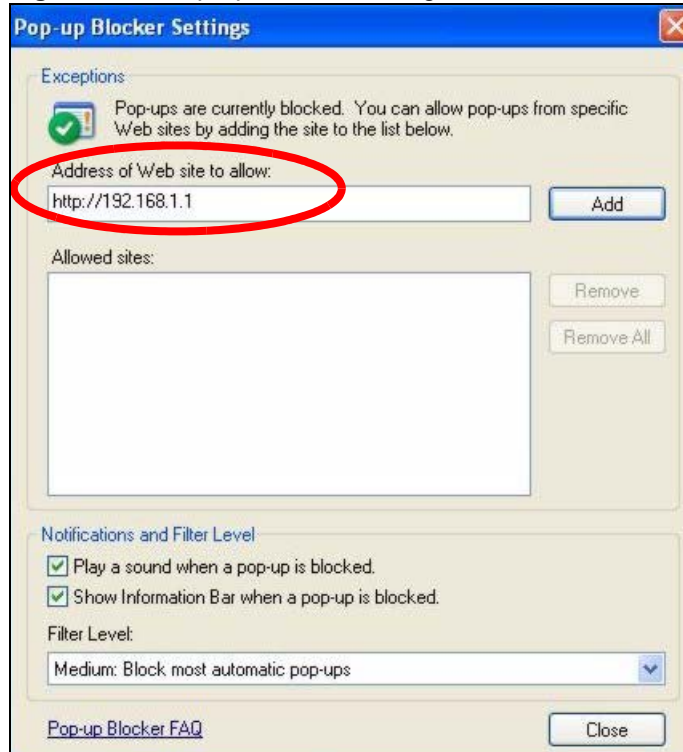 Pop-up Blocker Settings
Exceptions
Pop-ups are currently blocked. You can allow pop-ups from specific
Web sites by adding the site to the list below.
Address of Web site to allow:
http://192.168.1.1
Add
Allowed sites:
Remove
Remove All
Notifications and Filter Level
Play a sound when a pop-up is blocked.
Show Information Bar when a pop-up is blocked.
Filter Level:
Medium: Block most automatic pop-ups
Pop-up Blocker FAQ
Close